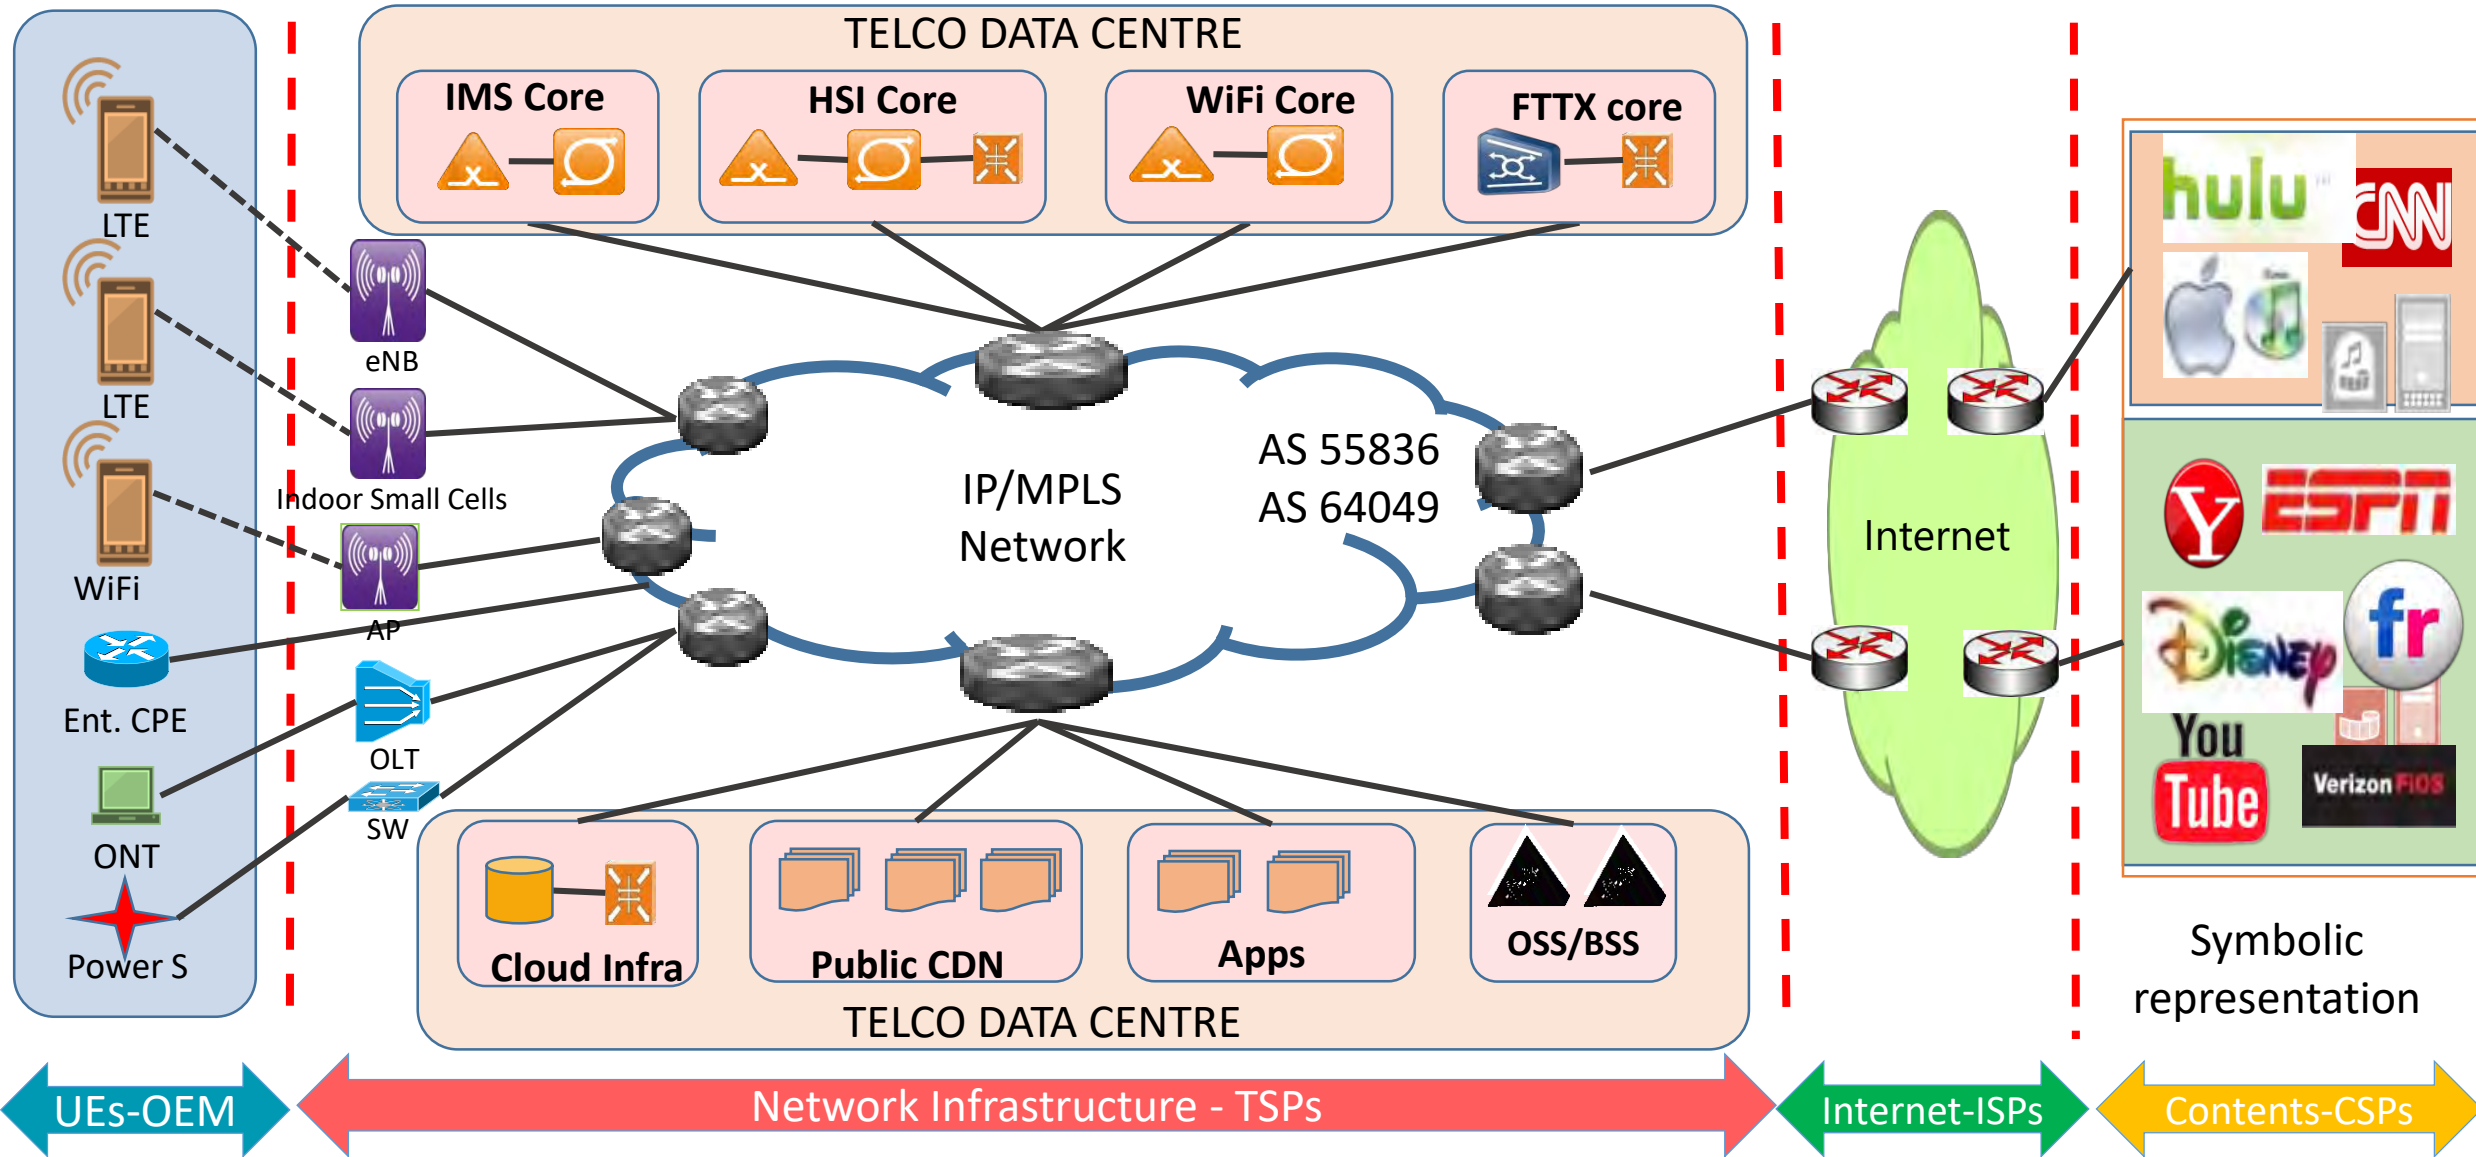 TELCO DATA CENTRE
IMS Core
HSI Core
WiFi Core
FTTX core
LTE
LTE
WiFi
Ent. CPE
ONT
Power S
eNB
Indoor Small Cells
AP
OLT
SW
IP/MPLS
Network
AS 55836
AS 64049
Internet
hulu
CNN
Y
ESPN
fr
DISNEY
You
Tube
Verizon FiOS
Cloud Infra
Public CDN
Apps
OSS/BSS
TELCO DATA CENTRE
Symbolic
representation
UEs-OEM
Network Infrastructure - TSPs
Internet-ISPs
Contents-CSPs